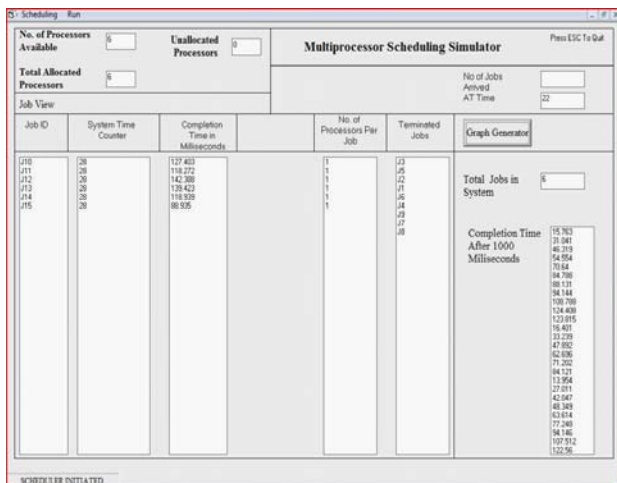 Scheduling Run
No. of Processors
Available
6
Unallocated
Processors
0
Multiprocessor Scheduling Simulator
Press ESC To Quit
Total Allocated
Processors
6
No of Jobs
Arrived
AT Time
22
Job View
Job ID
System Time
Counter
Completion
Time in
Milliseconds
No. of
Processors Per
Job
Terminated
Jobs
Graph Generator
J10 28 127.403 1 J3
J11 28 118.272 1 J5
J12 28 142.388 1 J2
J13 28 139.423 1 J1
J14 28 118.939 1 J6
J15 28 88.935 1 J4
J9
J7
J8
Total Jobs in
System
6
Completion Time
After 1000
Miliseconds
15.763
31.041
46.319
54.554
70.64
84.788
88.131
94.144
108.788
124.408
123.815
16.401
33.239
47.892
62.696
71.202
84.121
13.954
27.011
42.047
48.349
63.614
77.248
94.146
107.512
122.56
SCHEDULER INITIATED